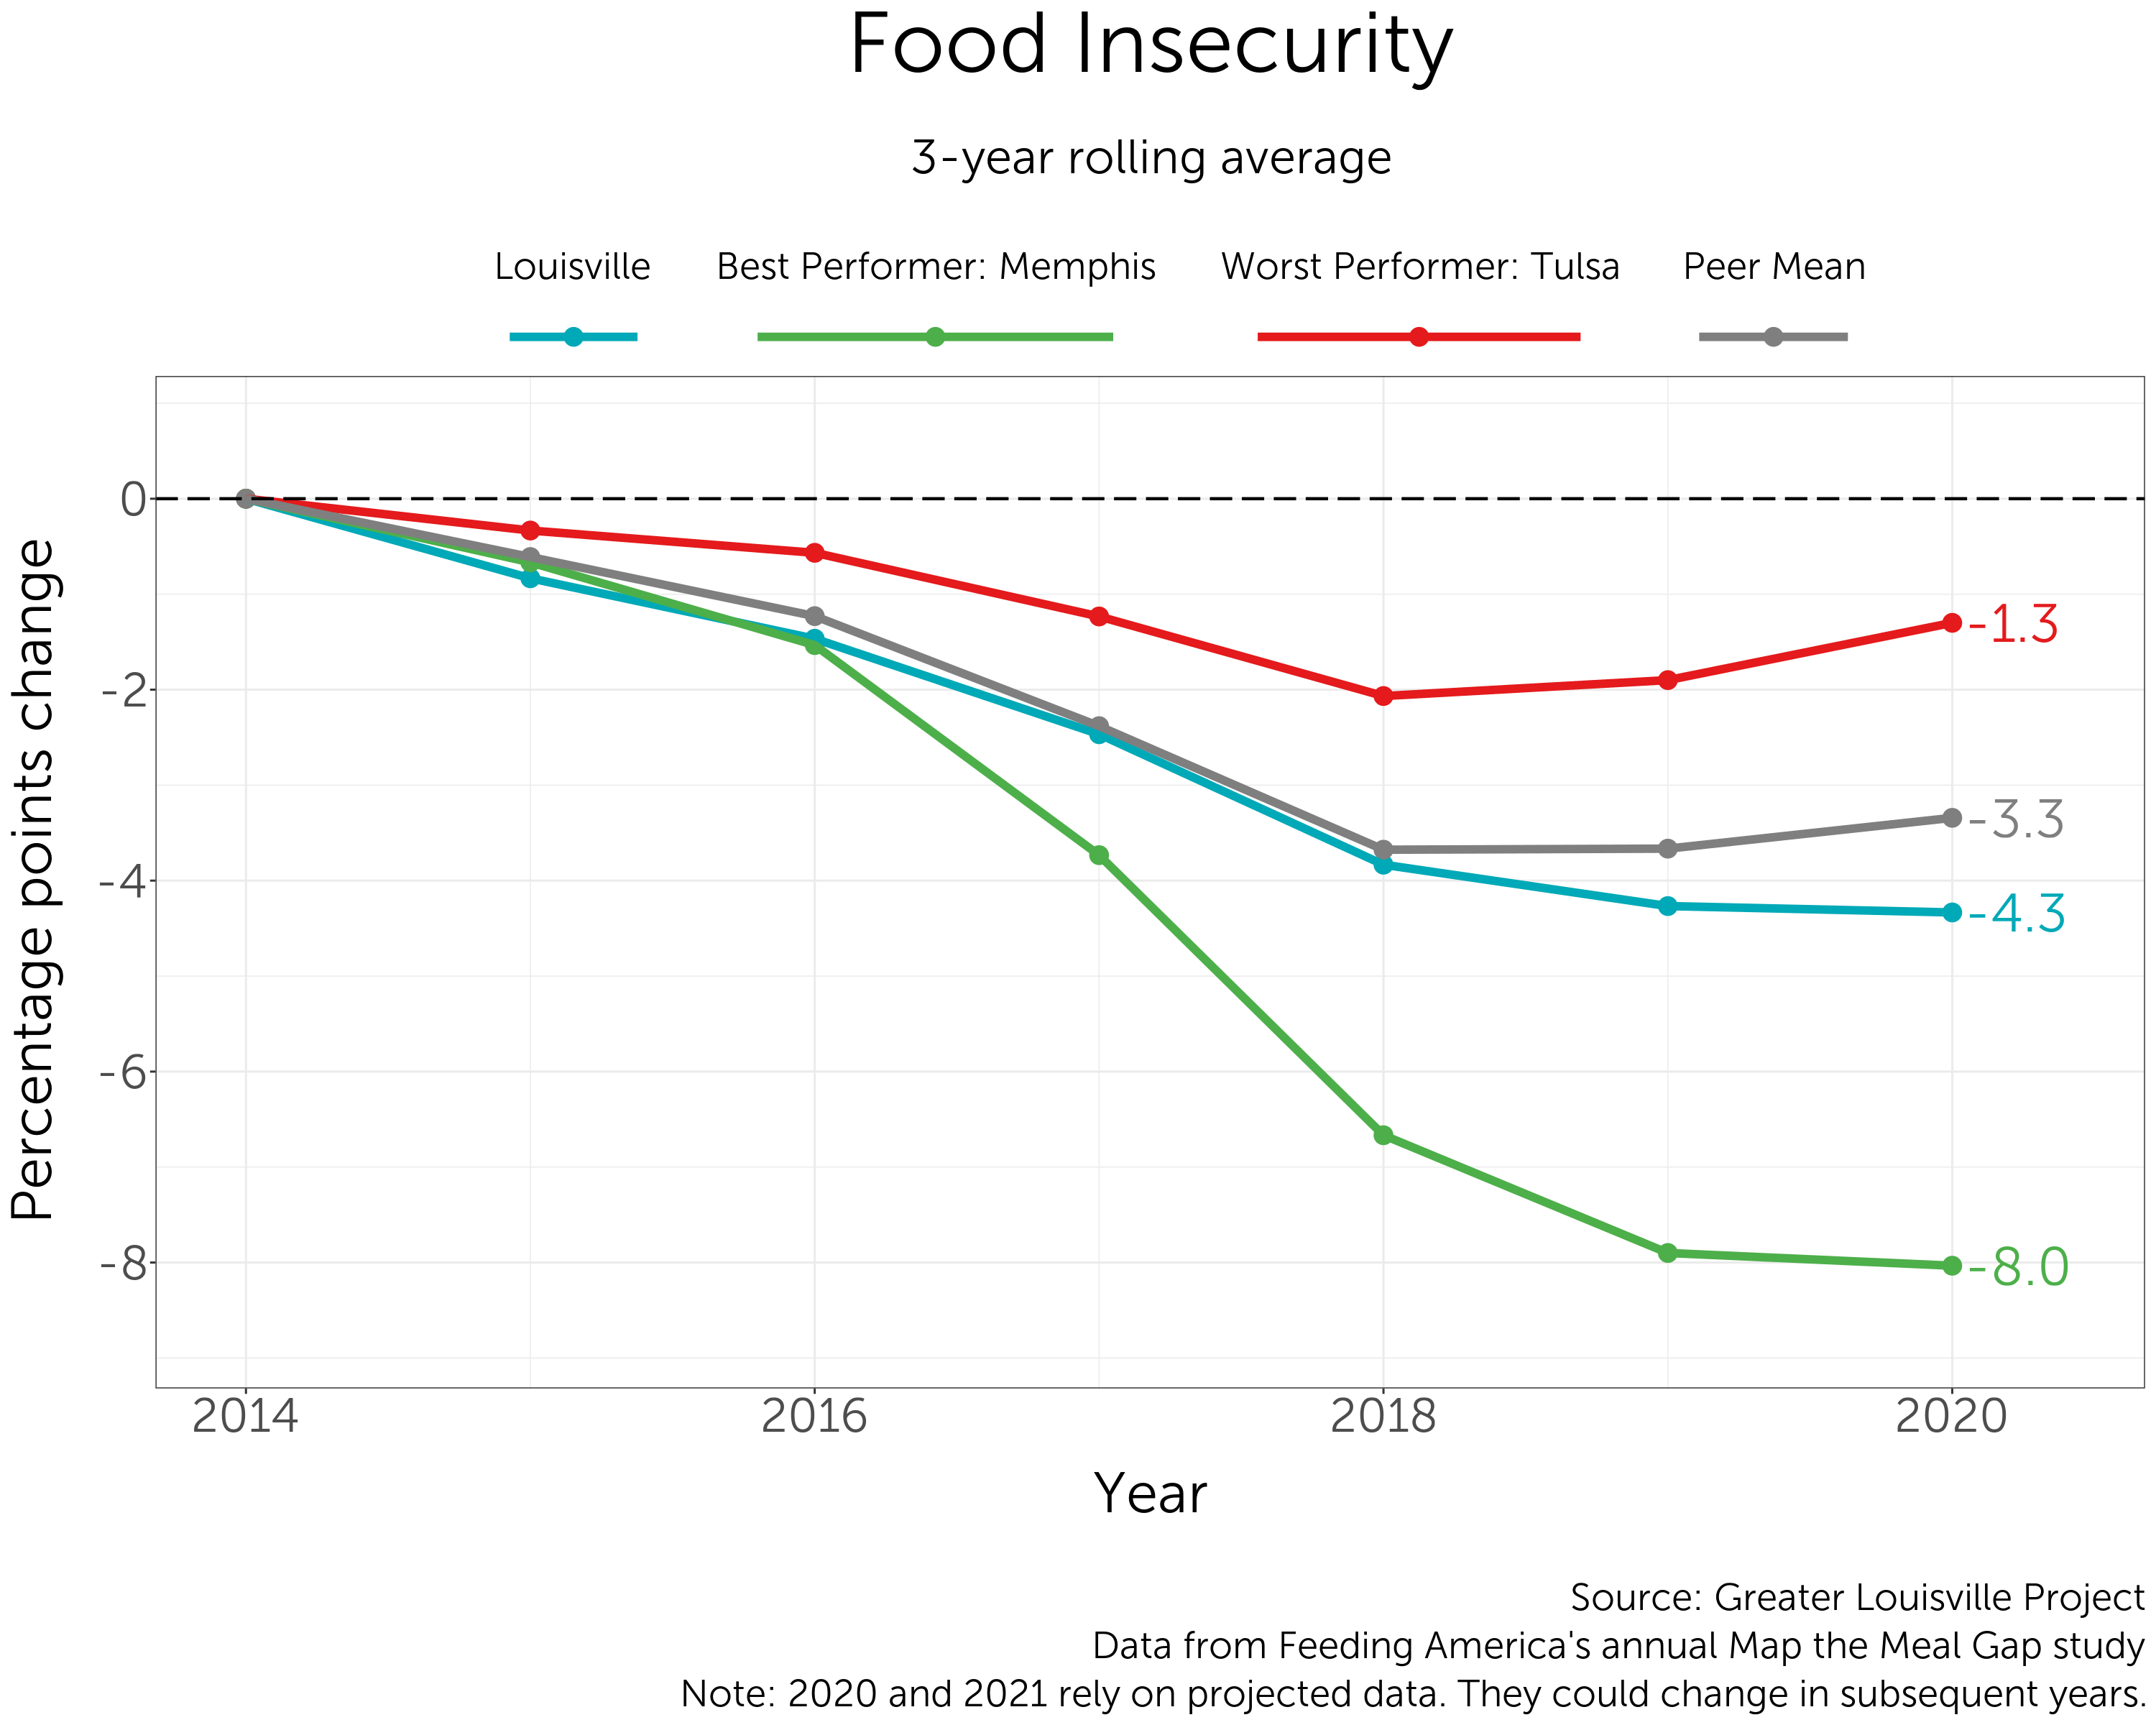 Food Insecurity
3-year rolling average
Louisville Best Performer: Memphis Worst Performer: Tulsa Peer Mean
Percentage points change
0
-2
-4
-6
-8
-1.3
-3.3
-4.3
-8.0
2014 2016 2018 2020
Year
Source: Greater Louisville Project
Data from Feeding America's annual Map the Meal Gap study
Note: 2020 and 2021 rely on projected data. They could change in subsequent years.